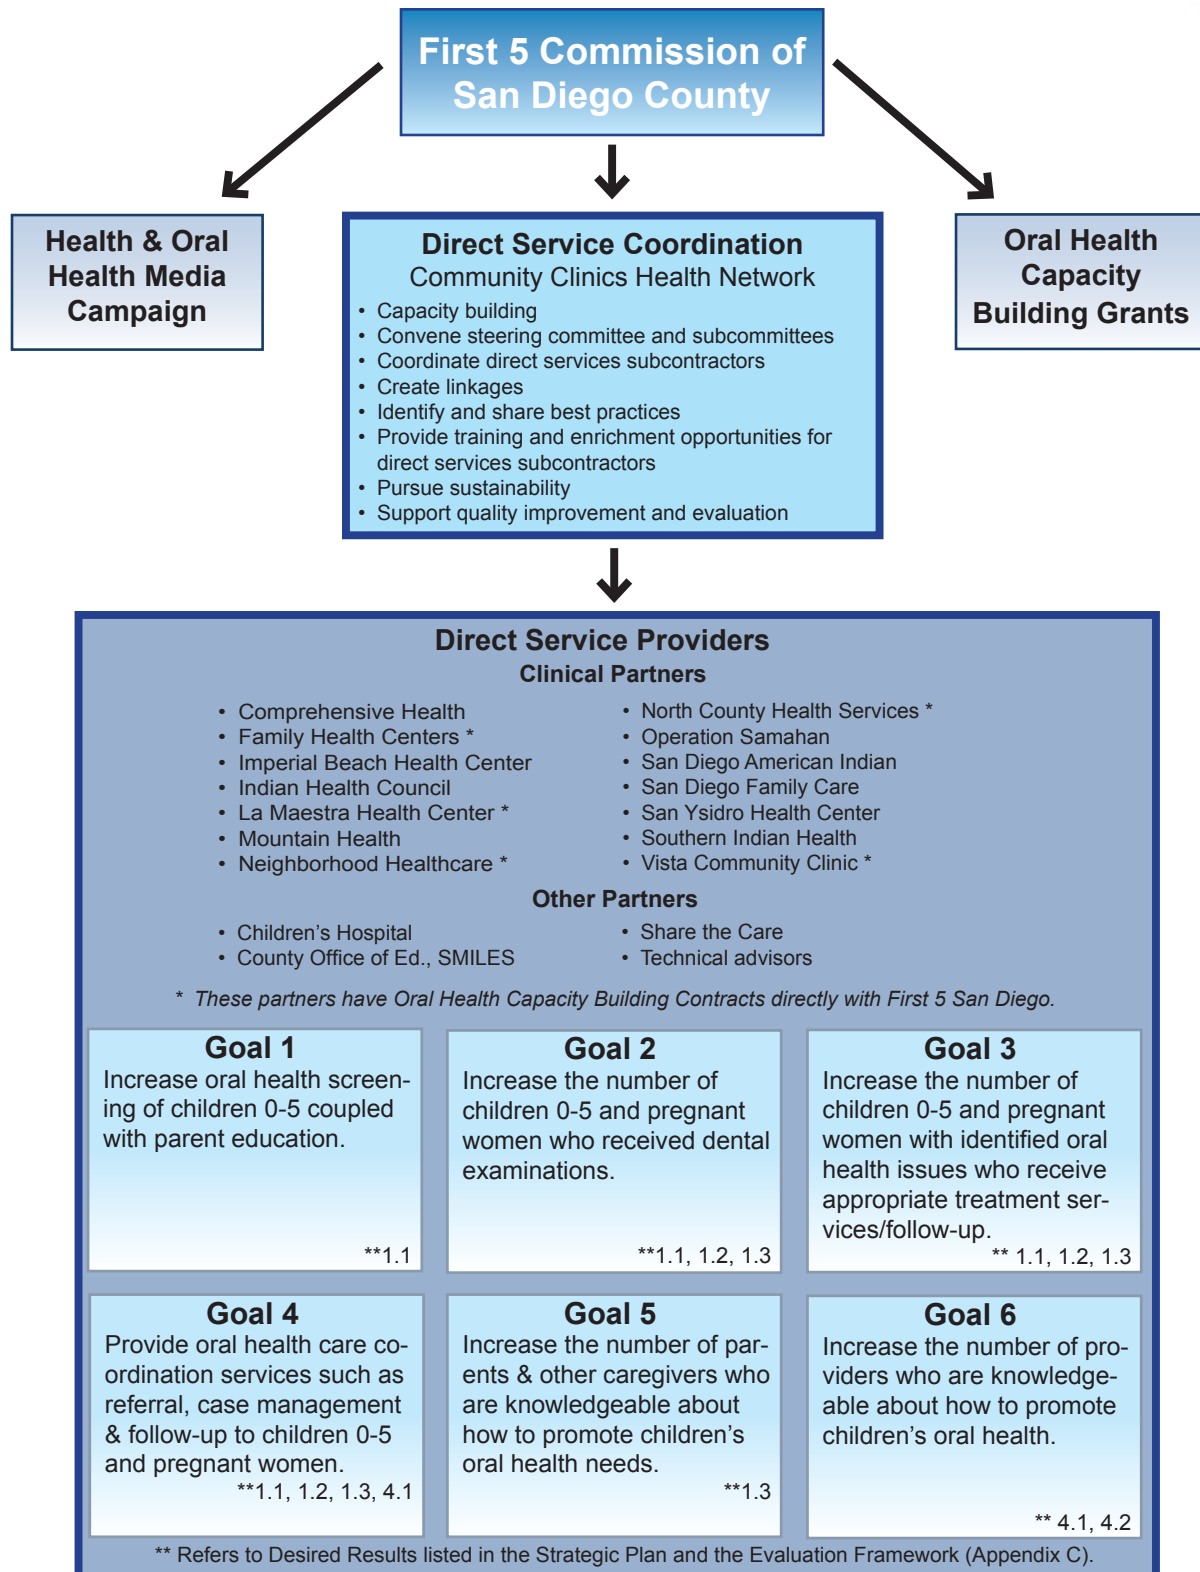 First 5 Commission of
San Diego County
Health & Oral
Health Media
Campaign
Direct Service Coordination
Community Clinics Health Network
• Capacity building
• Convene steering committee and subcommittees
• Coordinate direct services subcontractors
• Create linkages
• Identify and share best practices
• Provide training and enrichment opportunities for
direct services subcontractors
• Pursue sustainability
• Support quality improvement and evaluation
Oral Health
Capacity
Building Grants
Direct Service Providers
Clinical Partners
• Comprehensive Health
• Family Health Centers *
• Imperial Beach Health Center
• Indian Health Council
• La Maestra Health Center *
• Mountain Health
• Neighborhood Healthcare *
• North County Health Services *
• Operation Samahan
• San Diego American Indian
• San Diego Family Care
• San Ysidro Health Center
• Southern Indian Health
• Vista Community Clinic *
Other Partners
• Children's Hospital
• County Office of Ed., SMILES
• Share the Care
• Technical advisors
* These partners have Oral Health Capacity Building Contracts directly with First 5 San Diego.
Goal 1
Increase oral health screen-
ing of children 0-5 coupled
with parent education.
**1.1
Goal 2
Increase the number of
children 0-5 and pregnant
women who received dental
examinations.
**1.1, 1.2, 1.3
Goal 3
Increase the number of
children 0-5 and pregnant
women with identified oral
health issues who receive
appropriate treatment ser-
vices/follow-up.
** 1.1, 1.2, 1.3
Goal 4
Provide oral health care co-
ordination services such as
referral, case management
& follow-up to children 0-5
and pregnant women.
**1.1, 1.2, 1.3, 4.1
Goal 5
Increase the number of par-
ents & other caregivers who
are knowledgeable about
how to promote children's
oral health needs.
**1.3
Goal 6
Increase the number of pro-
viders who are knowledge-
able about how to promote
children's oral health.
** 4.1, 4.2
** Refers to Desired Results listed in the Strategic Plan and the Evaluation Framework (Appendix C).